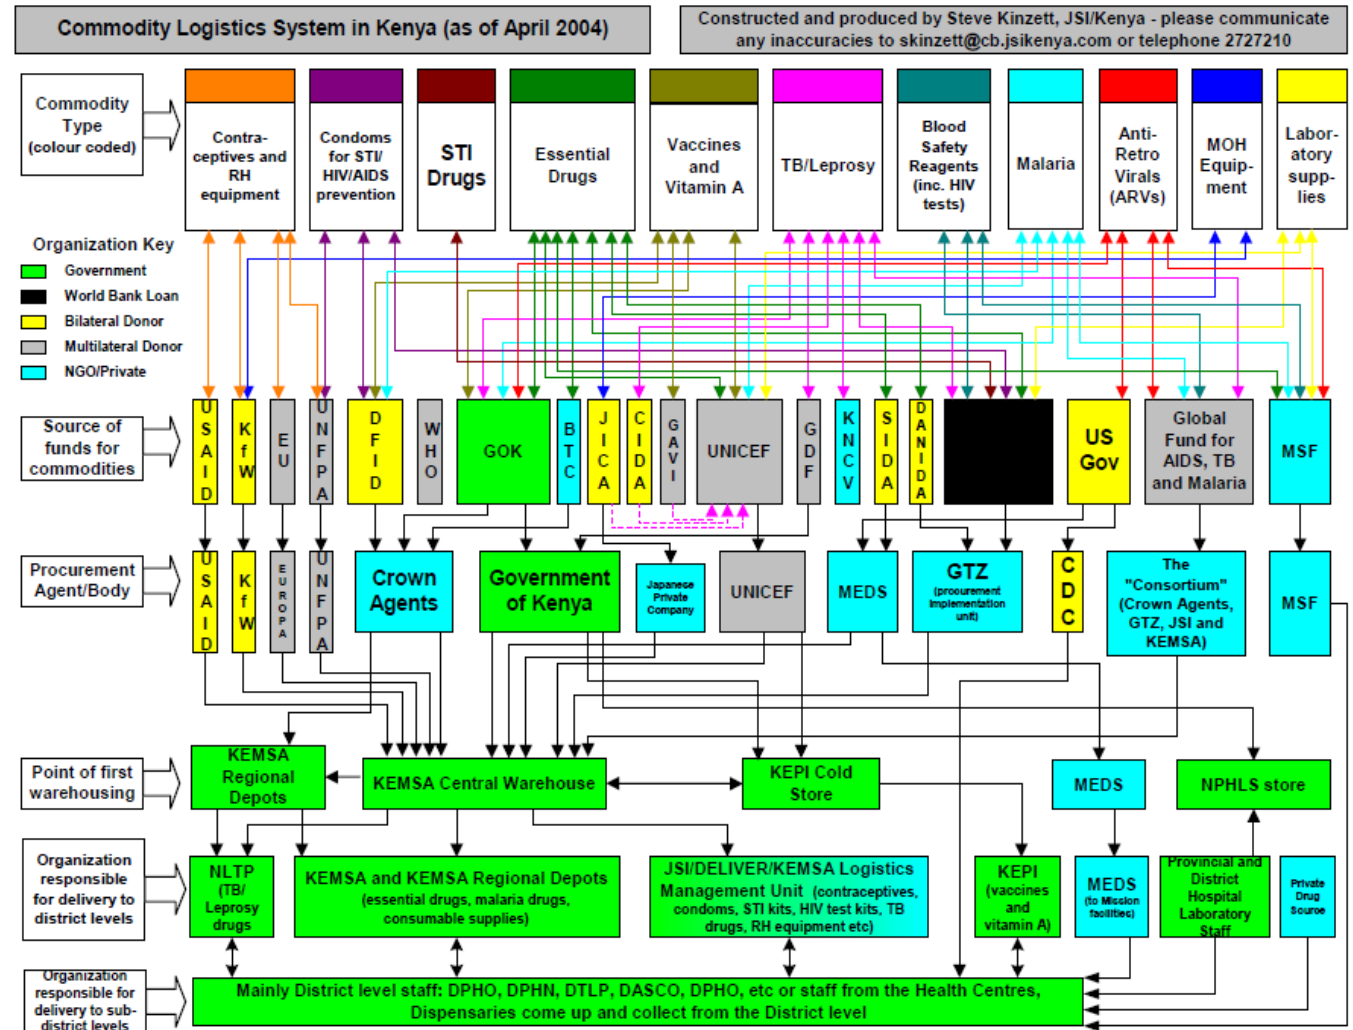 Commodity Logistics System in Kenya (as of April 2004)
Constructed and produced by Steve Kinzett, JSI/Kenya - please communicate
any inaccuracies to skinzett@cb.jsikenya.com or telephone 2727210
Commodity
Type
(colour coded)
Contra-
ceptives and
RH
equipment
Condoms
for STI/
HIV/AIDS
prevention
STI
Drugs
Essential
Drugs
Vaccines
and
Vitamin A
TB/Leprosy
Blood
Safety
Reagents
(inc. HIV
tests)
Malaria
Anti-
Retro
Virals
(ARVs)
MOH
Equip-
ment
Labor-
atory
supp-
lies
Organization Key
Government
World Bank Loan
Bilateral Donor
Multilateral Donor
NGO/Private
Source of
funds for
commodities
USAID
KfW
EU
UNFPA
DFID
WHO
GOK
BTC
JICA
CIDA
GAVI
UNICEF
GDF
KNCV
SIDA
DANIDA
US
Gov
Global
Fund for
AIDS, TB
and Malaria
MSF
Procurement
Agent/Body
USAID
KfW
EUROPA
UNFPA
Crown
Agents
Government
of Kenya
Japanese
Private
Company
UNICEF
MEDS
GTZ
(procurement
implementation
unit)
CDC
The
"Consortium"
(Crown Agents,
GTZ, JSI and
KEMSA)
MSF
Point of first
warehousing
KEMSA
Regional
Depots
KEMSA Central Warehouse
KEPI Cold
Store
MEDS
NPHLS store
Organization
responsible
for delivery to
district levels
NLTP
(TB/
Leprosy
drugs
KEMSA and KEMSA Regional Depots
(essential drugs, malaria drugs,
consumable supplies)
JSI/DELIVER/KEMSA Logistics
Management Unit (contraceptives,
condoms, STI kits, HIV test kits, TB
drugs, RH equipment etc)
KEPI
(vaccines
and
vitamin A)
MEDS
(to Mission
facilities)
Provincial and
District
Hospital
Laboratory
Staff
Private
Drug
Source
Organization
responsible for
delivery to sub-
district levels
Mainly District level staff: DPHO, DPHN, DTLP, DASCO, DPHO, etc or staff from the Health Centres,
Dispensaries come up and collect from the District level